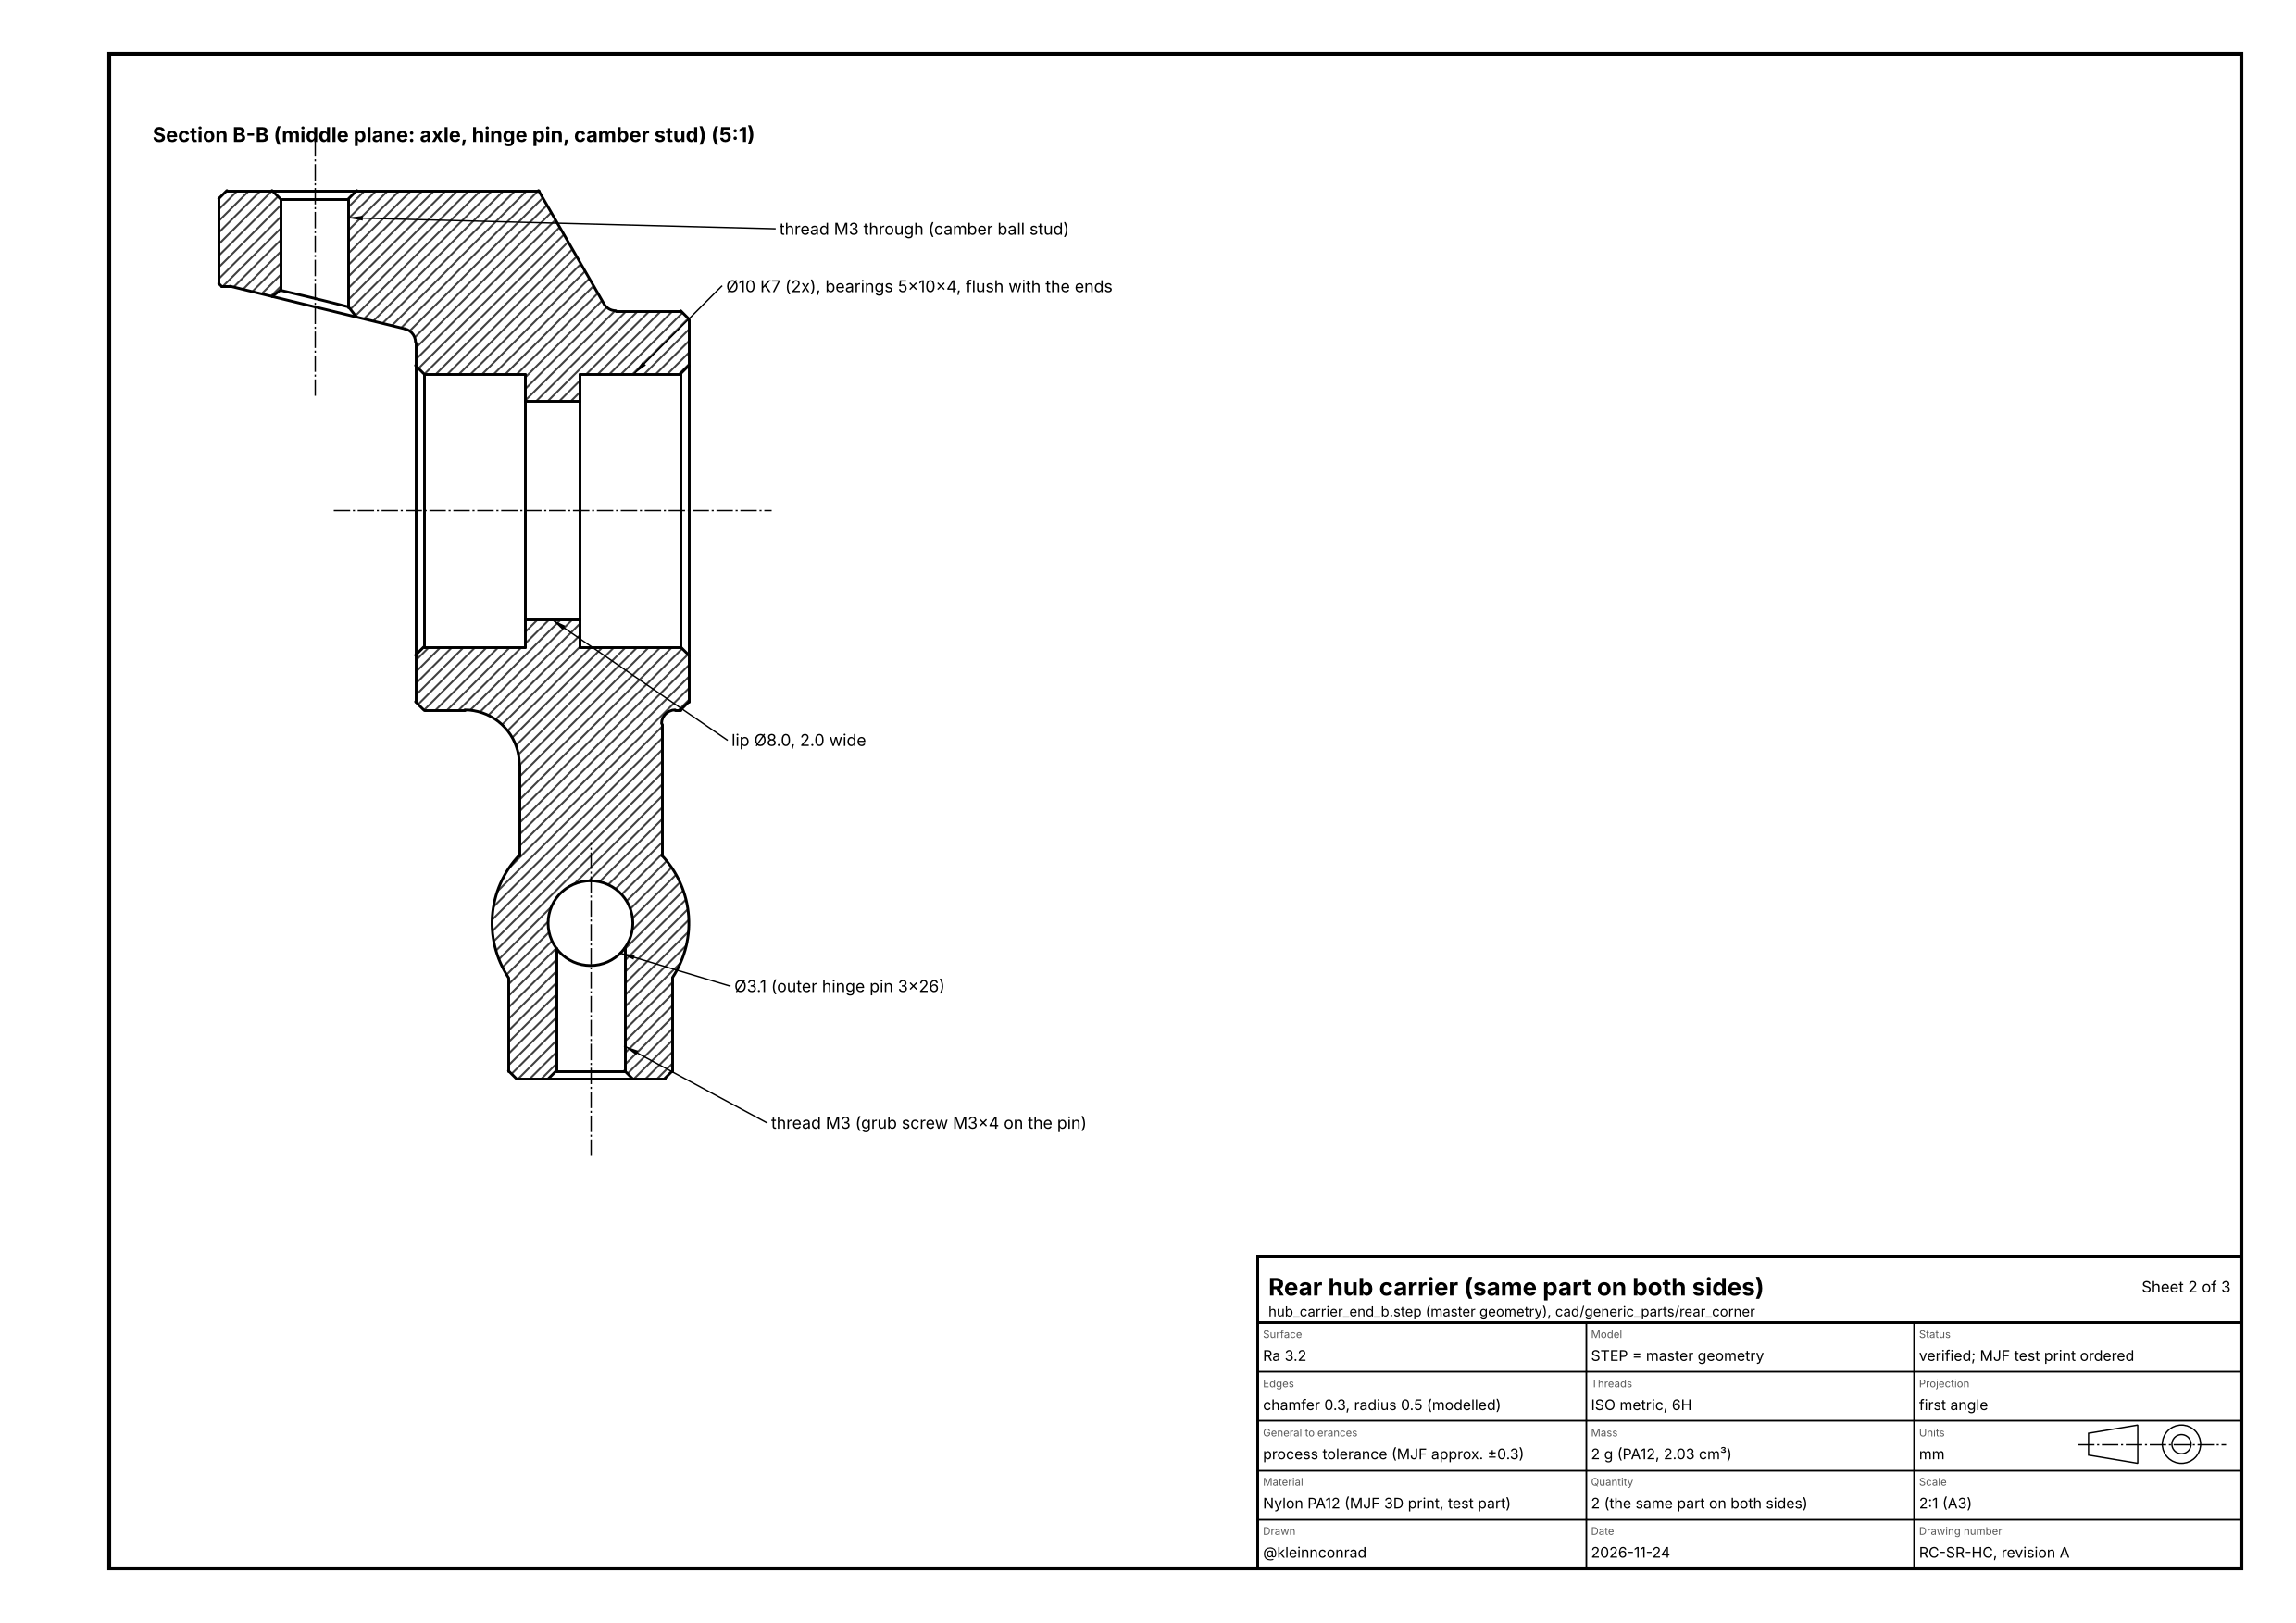 Section B-B (middle plane: axle, hinge pin, camber stud) (5:1)
thread M3 through (camber ball stud)
Ø10 K7 (2x), bearings 5×10×4, flush with the ends
lip Ø8.0, 2.0 wide
Ø3.1 (outer hinge pin 3×26)
thread M3 (grub screw M3×4 on the pin)
Rear hub carrier (same part on both sides)
Sheet 2 of 3
hub_carrier_end_b.step (master geometry), cad/generic_parts/rear_corner
Surface
Ra 3.2
Model
STEP = master geometry
Status
verified; MJF test print ordered
Edges
chamfer 0.3, radius 0.5 (modelled)
Threads
ISO metric, 6H
Projection
first angle
General tolerances
process tolerance (MJF approx. ±0.3)
Mass
2 g (PA12, 2.03 cm³)
Units
mm
Material
Nylon PA12 (MJF 3D print, test part)
Quantity
2 (the same part on both sides)
Scale
2:1 (A3)
Drawn
@kleinnconrad
Date
2026-11-24
Drawing number
RC-SR-HC, revision A